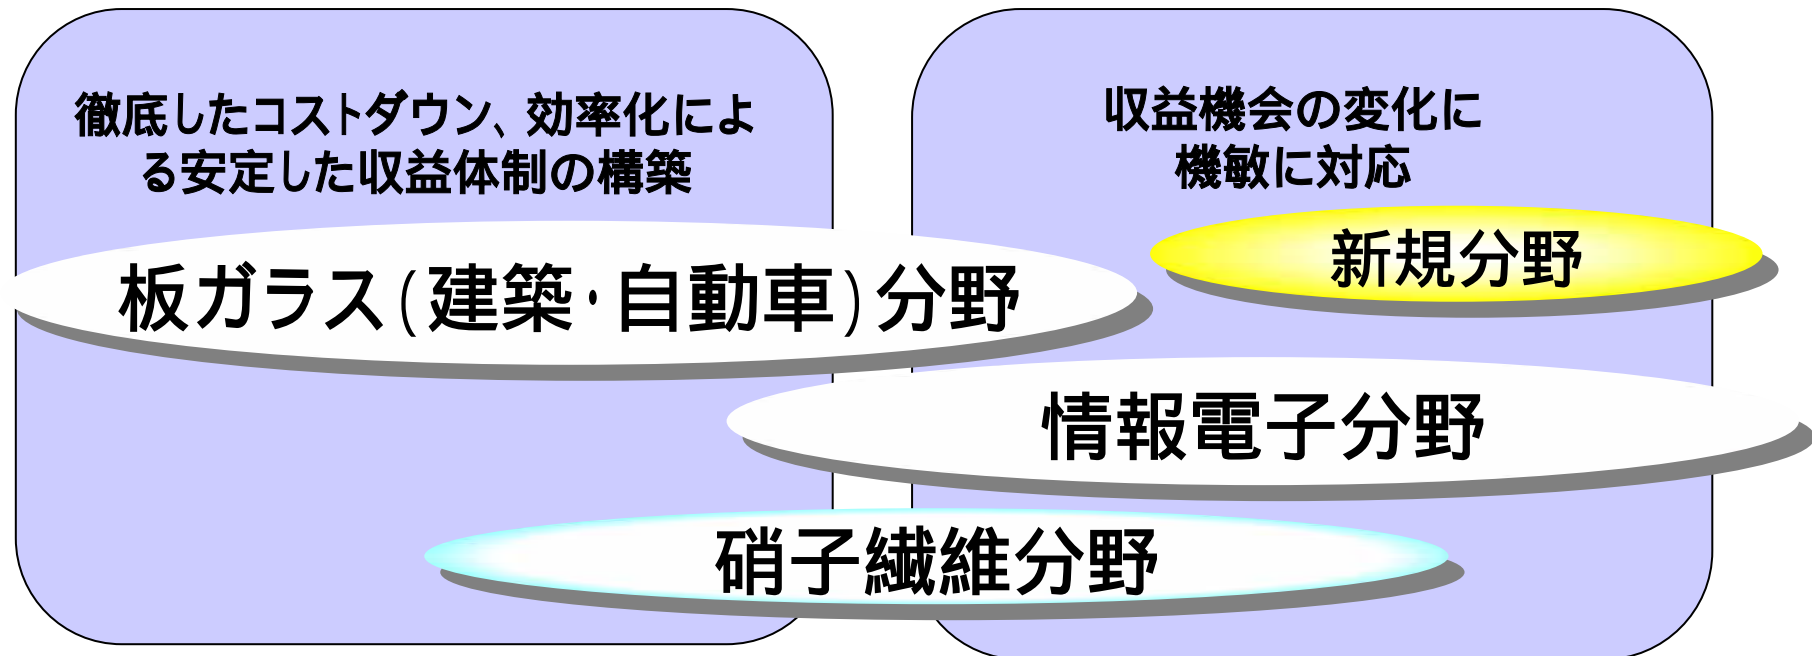 徹底したコストダウン、効率化によ
る安定した収益体制の構築
収益機会の変化に
機敏に対応
新規分野
板ガラス(建築・自動車)分野
情報電子分野
硝子繊維分野